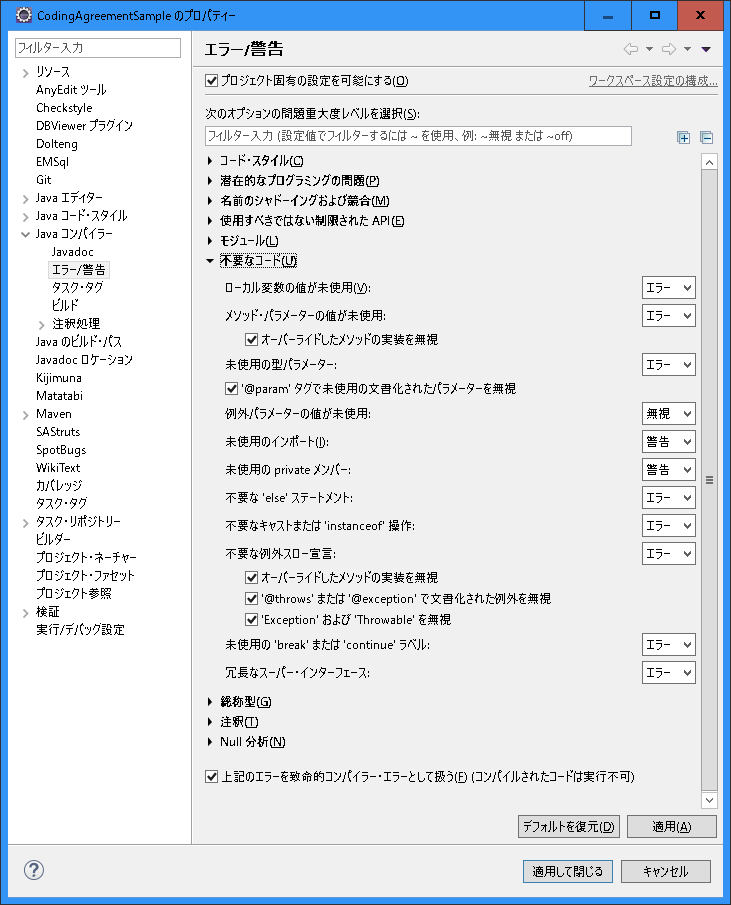 CodingAgreementSample のプロパティー
フィルター入力
リソース
AnyEdit ツール
Checkstyle
DBViewer プラグイン
Dolteng
EMSql
Git
Java エディター
Java コード・スタイル
Java コンパイラー
Javadoc
エラー/警告
タスク・タグ
ビルド
注釈処理
Java のビルド・パス
Javadoc ロケーション
Kijimuna
Matatabi
Maven
SAStruts
SpotBugs
WikiText
カバレッジ
タスク・タグ
タスク・リポジトリー
ビルダー
プロジェクト・ネーチャー
プロジェクト・ファセット
プロジェクト参照
検証
実行/デバッグ設定
エラー/警告
プロジェクト固有の設定を可能にする(O)
ワークスペース設定の構成...
次のオプションの問題重大度レベルを選択(S):
フィルター入力 (設定値でフィルターするには ~ を使用、例: ~無視 または ~off)
コード・スタイル(C)
潜在的なプログラミングの問題(P)
名前のシャドーイングおよび競合(M)
使用すべきではない制限された API(E)
モジュール(L)
不要なコード(U)
ローカル変数の値が未使用(V): エラー
メソッド・パラメーターの値が未使用: エラー
オーバーライドしたメソッドの実装を無視
未使用の型パラメーター: エラー
'@param' タグで未使用の文書化されたパラメーターを無視
例外パラメーターの値が未使用: 無視
未使用のインポート(I): 警告
未使用の private メンバー: 警告
不要な 'else' ステートメント: エラー
不要なキャストまたは 'instanceof' 操作: エラー
不要な例外スロー宣言: エラー
オーバーライドしたメソッドの実装を無視
'@throws' または '@exception' で文書化された例外を無視
'Exception' および 'Throwable' を無視
未使用の 'break' または 'continue' ラベル: エラー
冗長なスーパー・インターフェース: エラー
総称型(G)
注釈(T)
Null 分析(N)
上記のエラーを致命的コンパイラー・エラーとして扱う(F) (コンパイルされたコードは実行不可)
デフォルトを復元(D) 適用(A)
? 適用して閉じる キャンセル